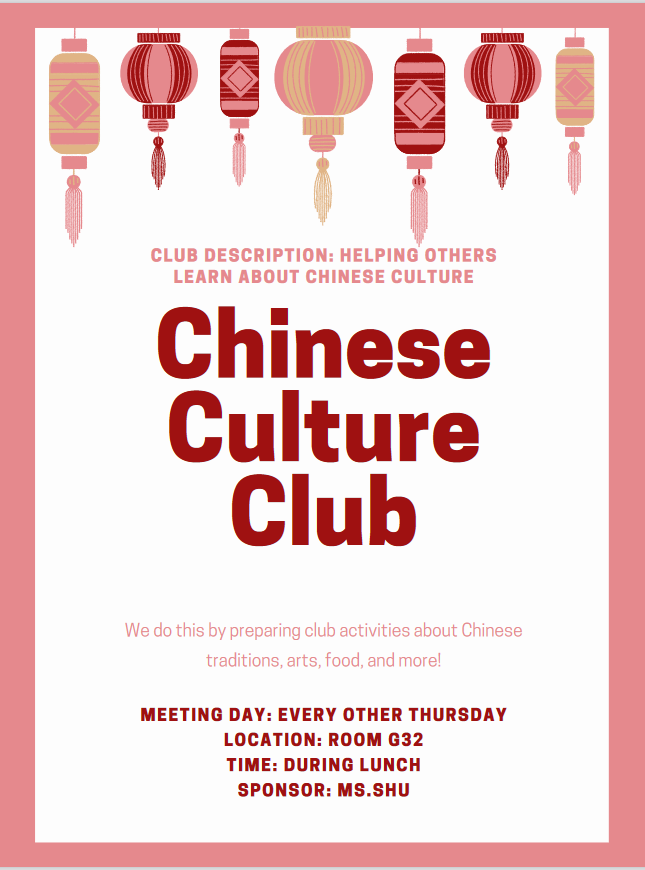 CLUB DESCRIPTION: HELPING OTHERS
LEARN ABOUT CHINESE CULTURE
Chinese
Culture
Club
We do this by preparing club activities about Chinese
traditions, arts, food, and more!
MEETING DAY: EVERY OTHER THURSDAY
LOCATION: ROOM G32
TIME: DURING LUNCH
SPONSOR: MS.SHU